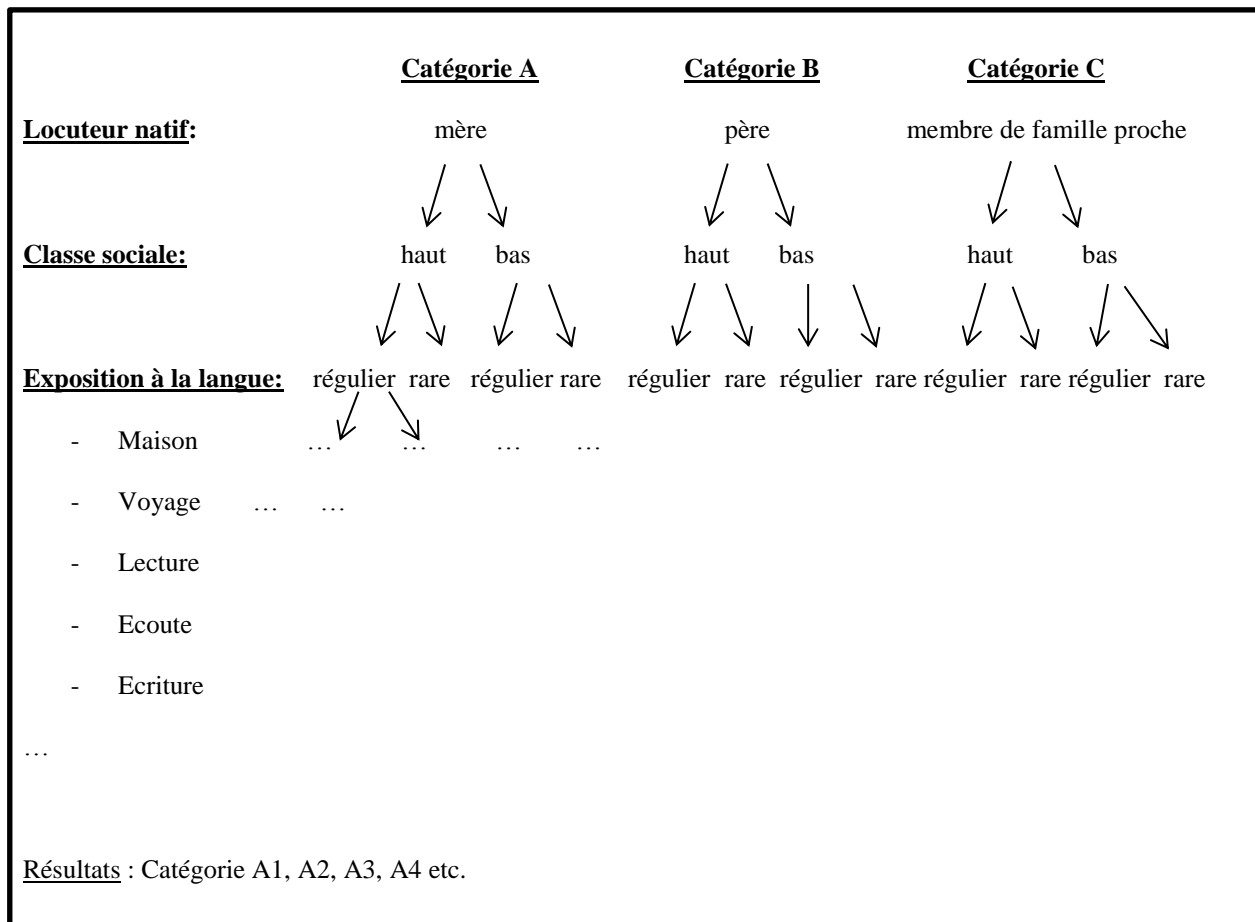 Catégorie A Catégorie B Catégorie C
Locuteur natif: mère père membre de famille proche
Classe sociale: haut bas haut bas haut bas
Exposition à la langue: régulier rare régulier rare régulier rare régulier rare régulier rare régulier rare
- Maison … … … …
- Voyage … …
- Lecture
- Ecoute
- Ecriture
…
Résultats : Catégorie A1, A2, A3, A4 etc.